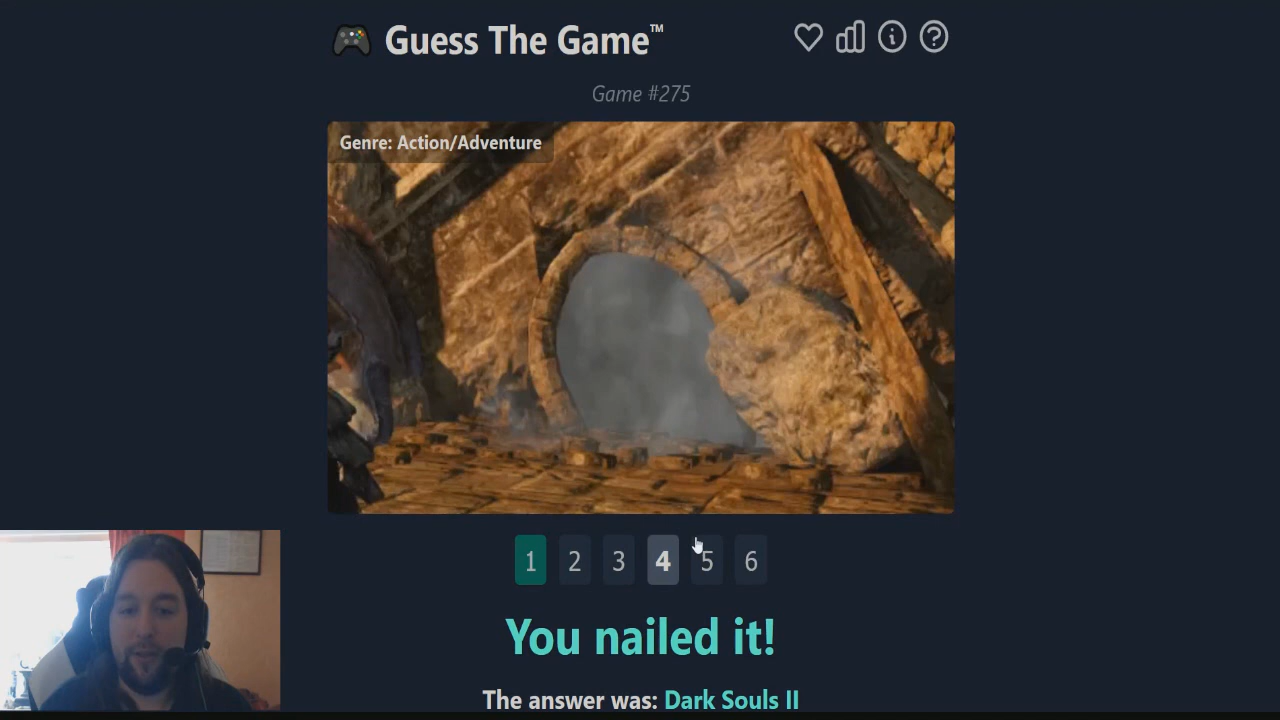 Guess The Game™
Game #275
Genre: Action/Adventure
1 2 3 4 5 6
You nailed it!
The answer was: Dark Souls II